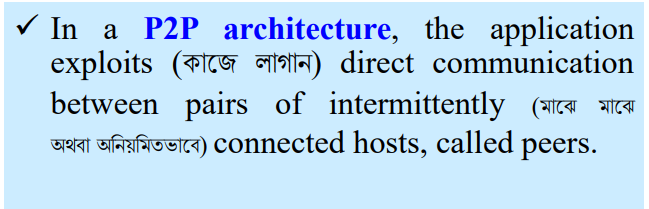 ✓ In a P2P architecture, the application
exploits (কাজে লাগান) direct communication
between pairs of intermittently (মাঝে মাঝে
অথবা অনিয়মিতভাবে) connected hosts, called peers.